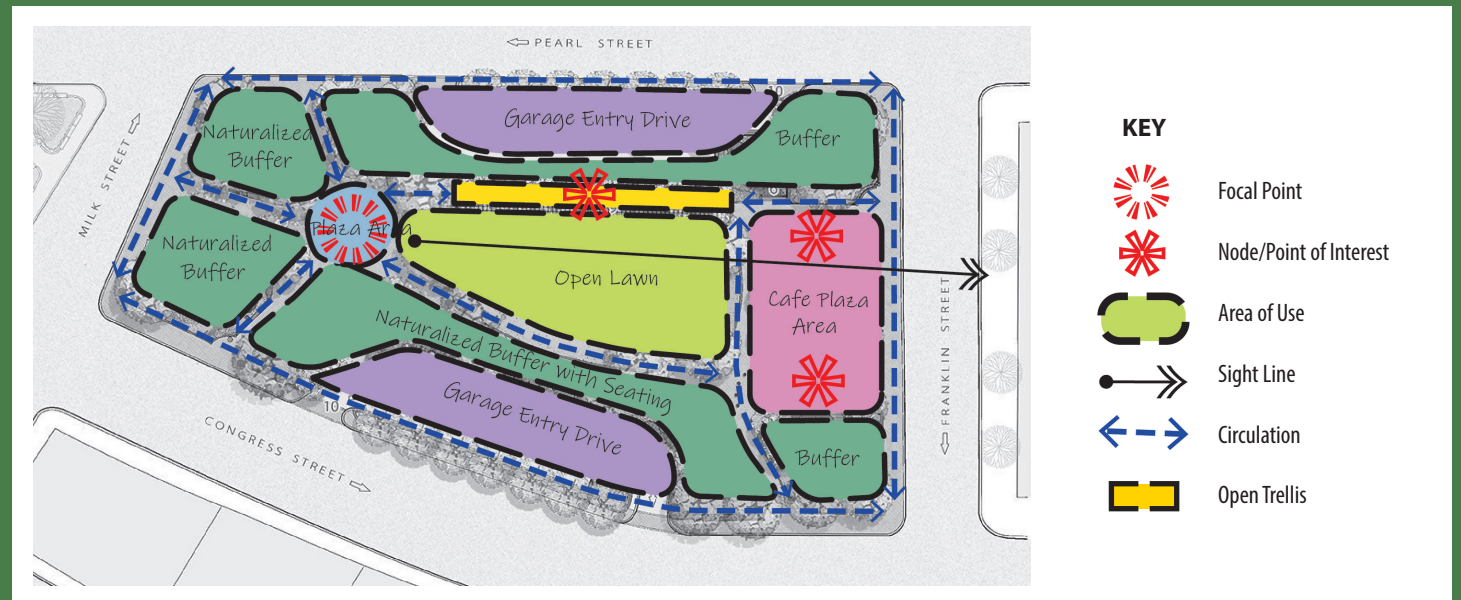 PEARL STREET
10
Garage Entry Drive
Naturalized
Buffer
Buffer
MILK STREET
Plaza Area
Naturalized
Buffer
Open Lawn
Cafe Plaza
Area
FRANKLIN STREET
Naturalized Buffer with Seating
Garage Entry Drive
10
CONGRESS STREET
Buffer
KEY
Focal Point
Node/Point of Interest
Area of Use
Sight Line
Circulation
Open Trellis